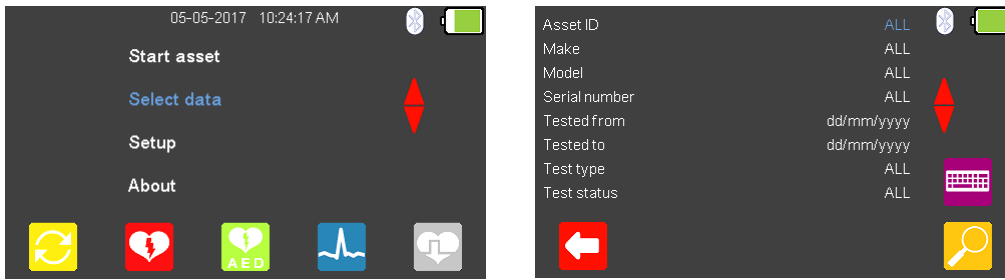 05-05-2017 10:24:17 AM
Start asset
Select data
Setup
About
AED
Asset ID ALL
Make ALL
Model ALL
Serial number ALL
Tested from dd/mm/yyyy
Tested to dd/mm/yyyy
Test type ALL
Test status ALL